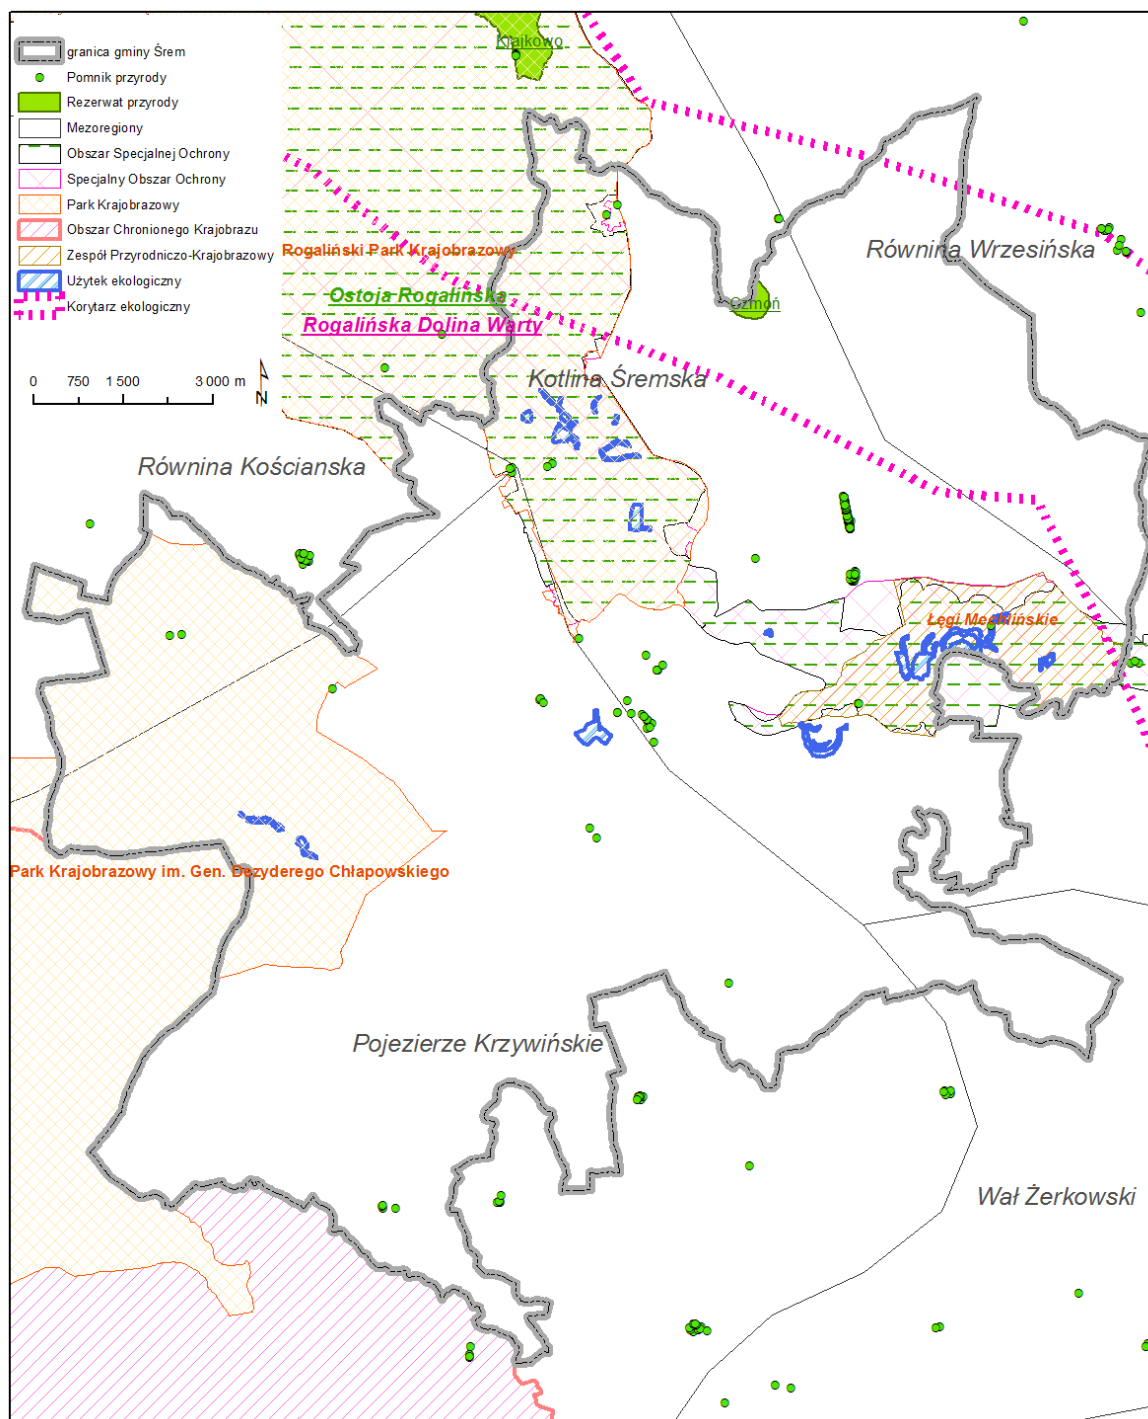 granica gminy Śrem
Pomnik przyrody
Rezerwat przyrody
Mezoregiony
Obszar Specjalnej Ochrony
Specjalny Obszar Ochrony
Park Krajobrazowy
Obszar Chronionego Krajobrazu
Zespół Przyrodniczo-Krajobrazowy
Użytek ekologiczny
Korytarz ekologiczny
0 750 1 500 3 000 m
N
Krajkowo
Rogaliński Park Krajobrazowy
Ostoja Rogalińska
Rogalińska Dolina Warty
Równina Wrzesińska
Czmoń
Kotlina Śremska
Równina Kościanska
Łęgi Mechlińskie
Park Krajobrazowy im. Gen. Dezyderego Chłapowskiego
Pojezierze Krzywińskie
Wał Żerkowski